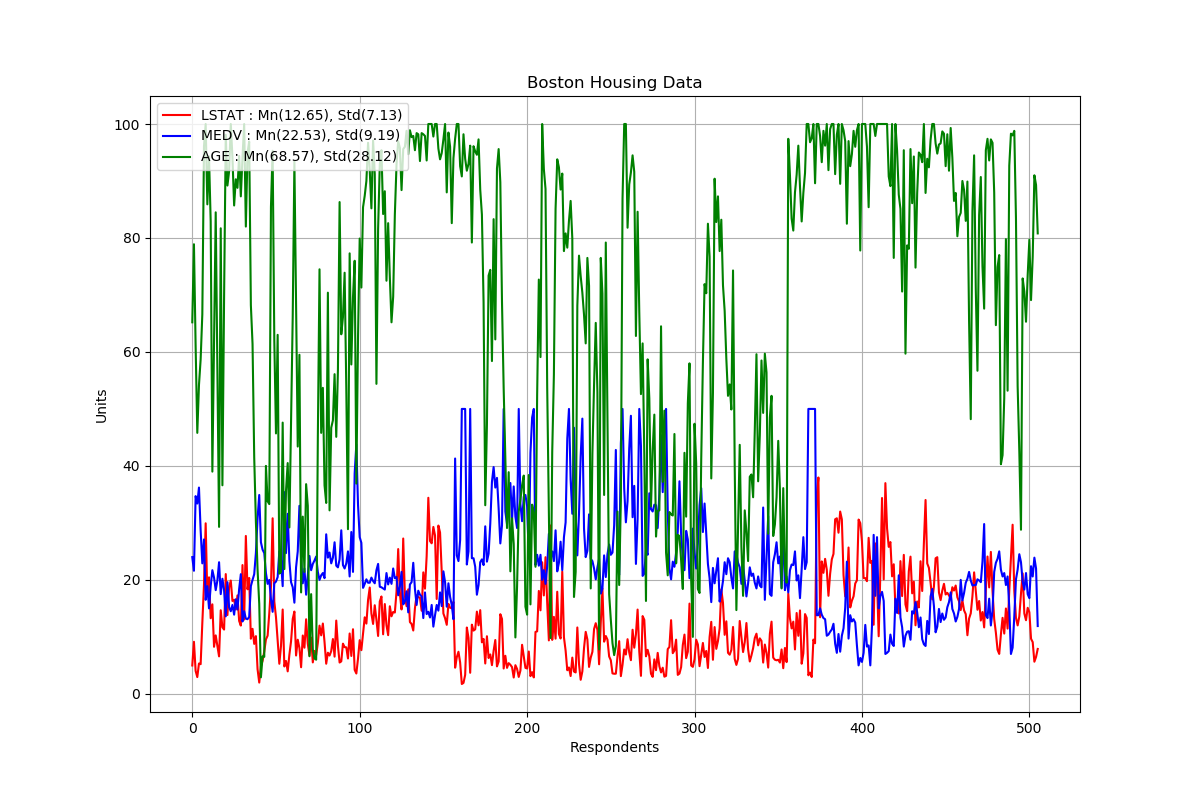 Boston Housing Data
LSTAT : Mn(12.65), Std(7.13)
MEDV : Mn(22.53), Std(9.19)
AGE : Mn(68.57), Std(28.12)
100
80
60
40
20
0
Units
0 100 200 300 400 500
Respondents